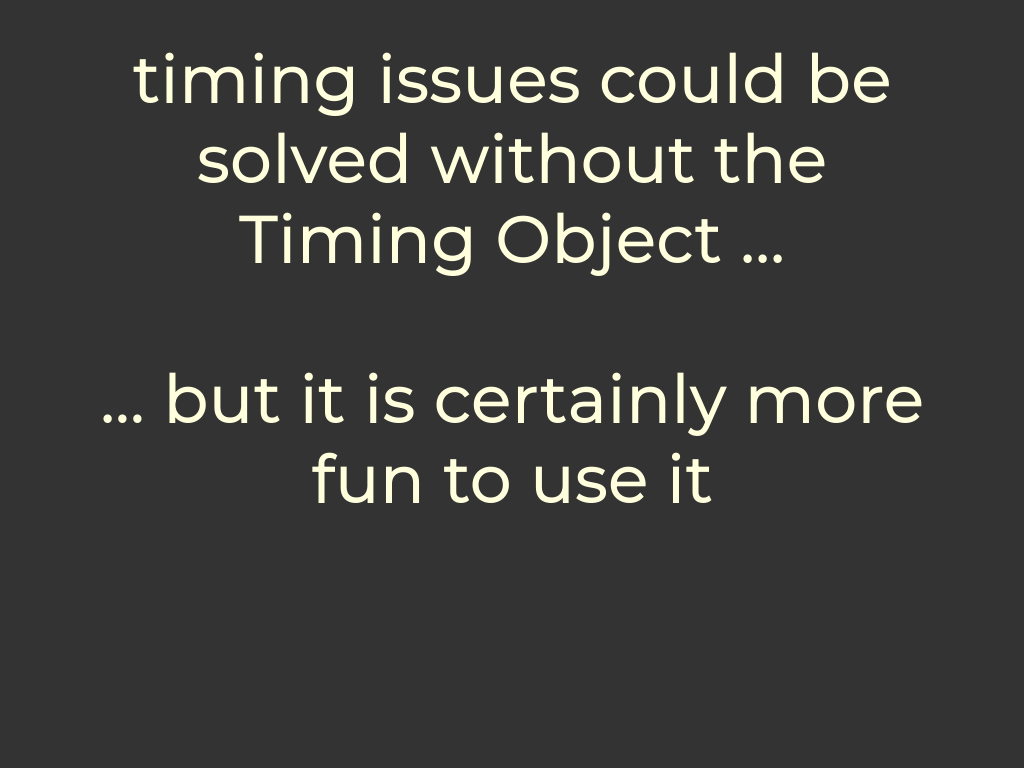 timing issues could be
solved without the
Timing Object ...
... but it is certainly more
fun to use it